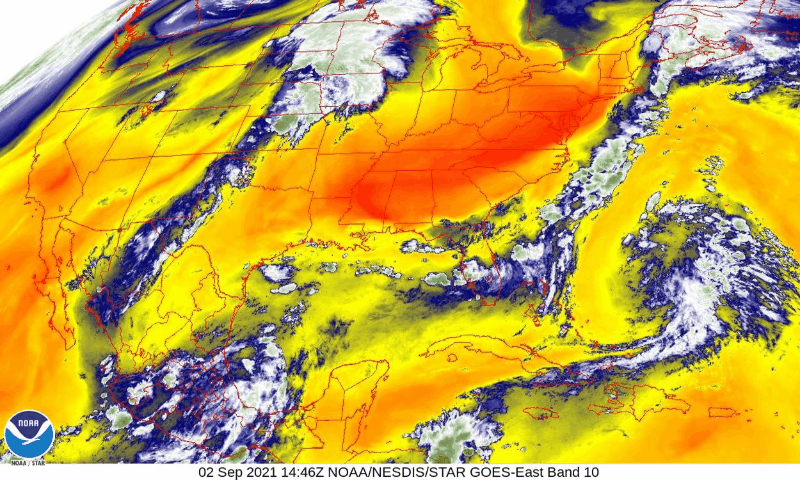 NOAA
NOAA / STAR
02 Sep 2021 14:46Z NOAA/NESDIS/STAR GOES-East Band 10